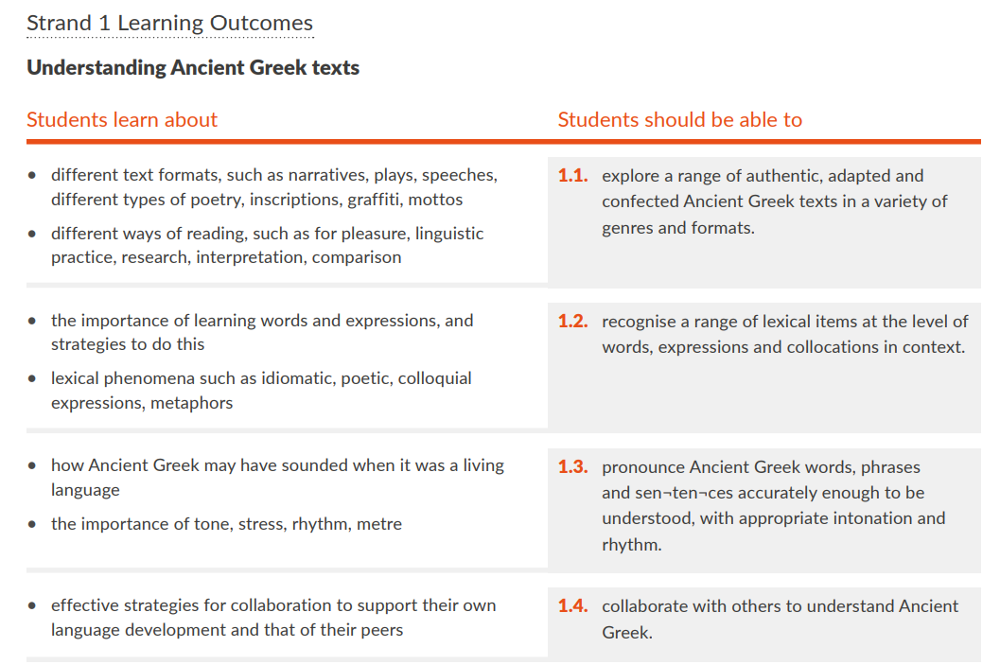 Strand 1 Learning Outcomes
Understanding Ancient Greek texts
Students learn about
Students should be able to
• different text formats, such as narratives, plays, speeches,
different types of poetry, inscriptions, graffiti, mottos
• different ways of reading, such as for pleasure, linguistic
practice, research, interpretation, comparison
1.1. explore a range of authentic, adapted and
confected Ancient Greek texts in a variety of
genres and formats.
• the importance of learning words and expressions, and
strategies to do this
• lexical phenomena such as idiomatic, poetic, colloquial
expressions, metaphors
1.2. recognise a range of lexical items at the level of
words, expressions and collocations in context.
• how Ancient Greek may have sounded when it was a living
language
• the importance of tone, stress, rhythm, metre
1.3. pronounce Ancient Greek words, phrases
and sen¬ten¬ces accurately enough to be
understood, with appropriate intonation and
rhythm.
• effective strategies for collaboration to support their own
language development and that of their peers
1.4. collaborate with others to understand Ancient
Greek.